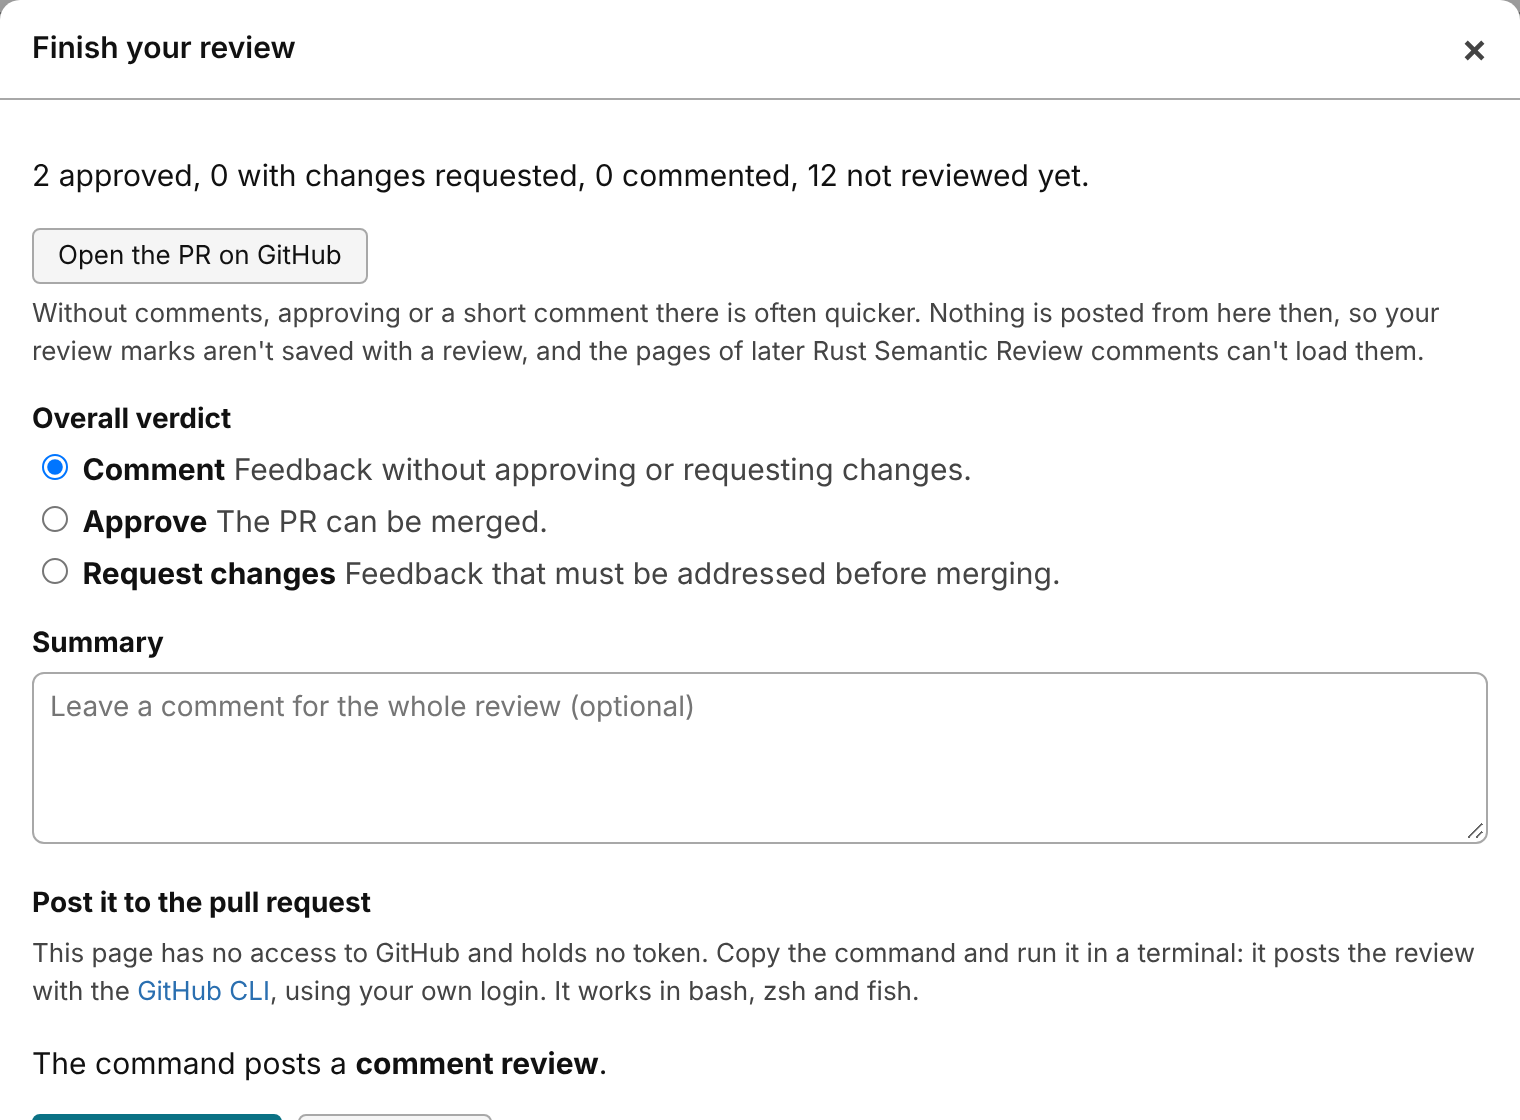 Finish your review
2 approved, 0 with changes requested, 0 commented, 12 not reviewed yet.
Open the PR on GitHub
Without comments, approving or a short comment there is often quicker. Nothing is posted from here then, so your
review marks aren't saved with a review, and the pages of later Rust Semantic Review comments can't load them.
Overall verdict
Comment Feedback without approving or requesting changes.
Approve The PR can be merged.
Request changes Feedback that must be addressed before merging.
Summary
Leave a comment for the whole review (optional)
Post it to the pull request
This page has no access to GitHub and holds no token. Copy the command and run it in a terminal: it posts the review
with the GitHub CLI, using your own login. It works in bash, zsh and fish.
The command posts a comment review.